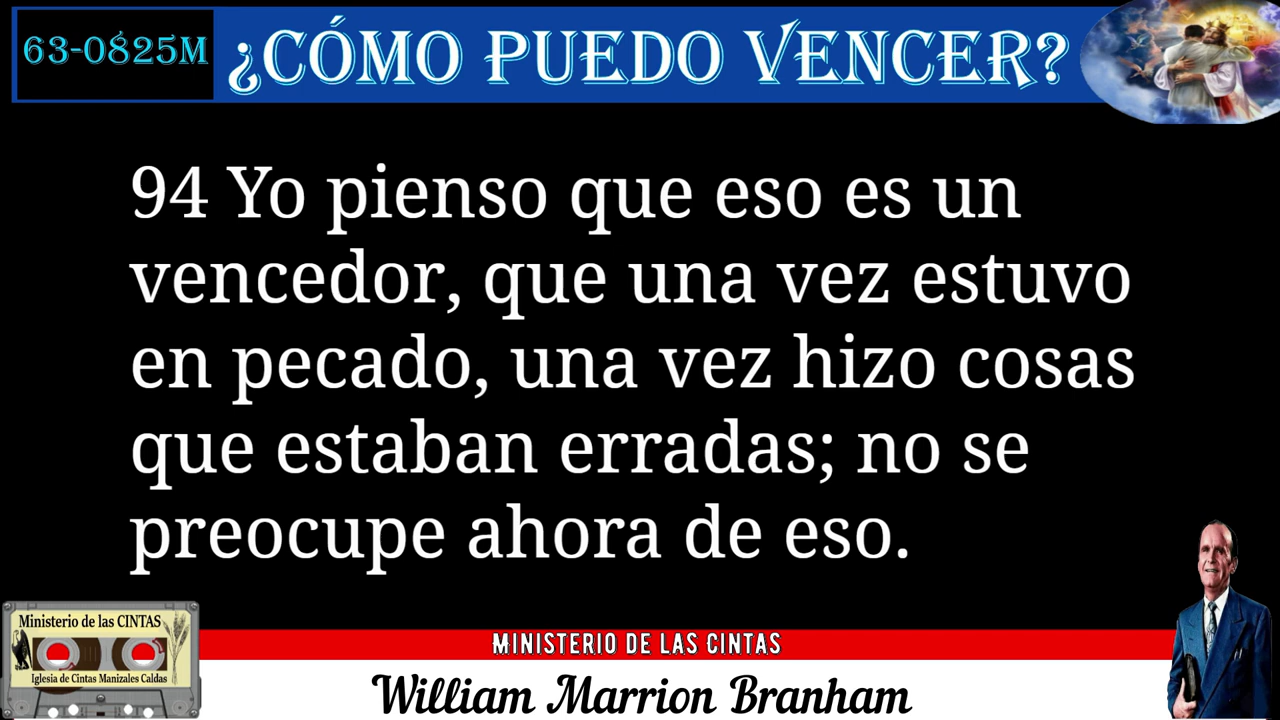 63-0825M
¿CÓMO PUEDO VENCER?
94 Yo pienso que eso es un
vencedor, que una vez estuvo
en pecado, una vez hizo cosas
que estaban erradas; no se
preocupe ahora de eso.
Ministerio de las CINTAS
Iglesia de Cintas Manizales Caldas
MINISTERIO DE LAS CINTAS
William Marrion Branham